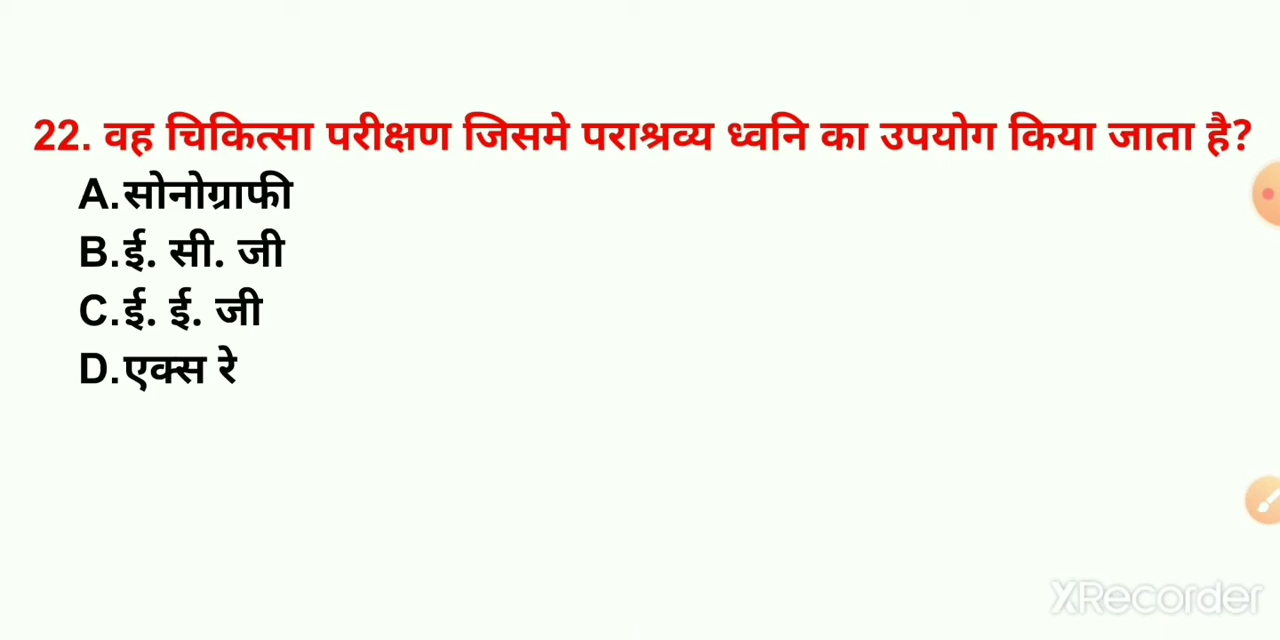 22. वह चिकित्सा परीक्षण जिसमे पराश्रव्य ध्वनि का उपयोग किया जाता है?
A.सोनोग्राफी
B.ई. सी. जी
C.ई. ई. जी
D.एक्स रे
XRecorder